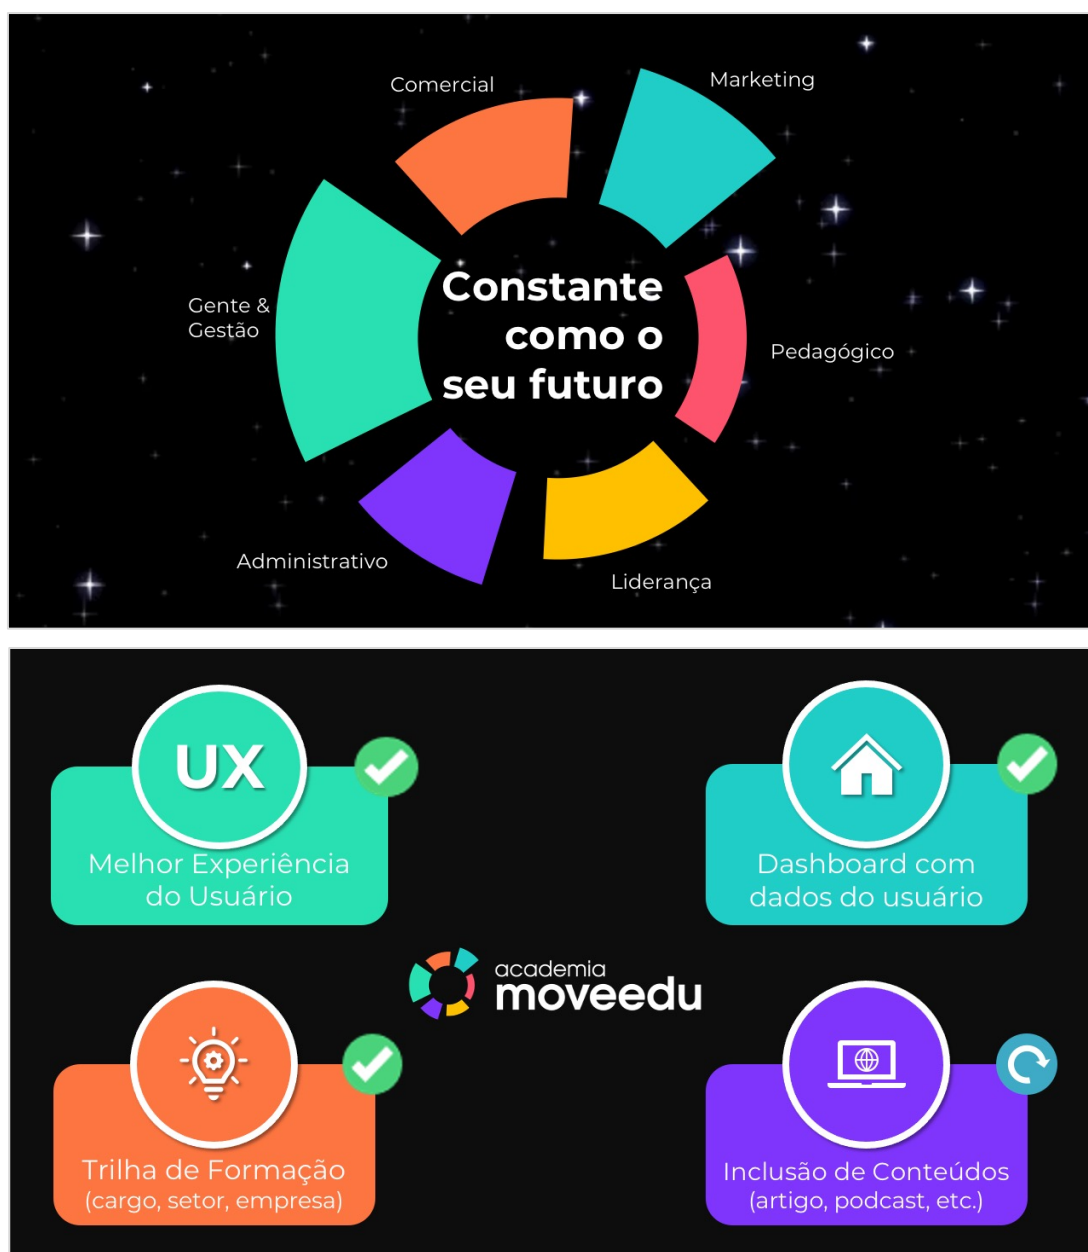 Comercial
Marketing
Gente &
Gestão
Constante
como o
seu futuro
Pedagógico
Administrativo
Liderança
UX
Melhor Experiência
do Usuário
Dashboard com
dados do usuário
academia
moveedu
Trilha de Formação
(cargo, setor, empresa)
Inclusão de Conteúdos
(artigo, podcast, etc.)